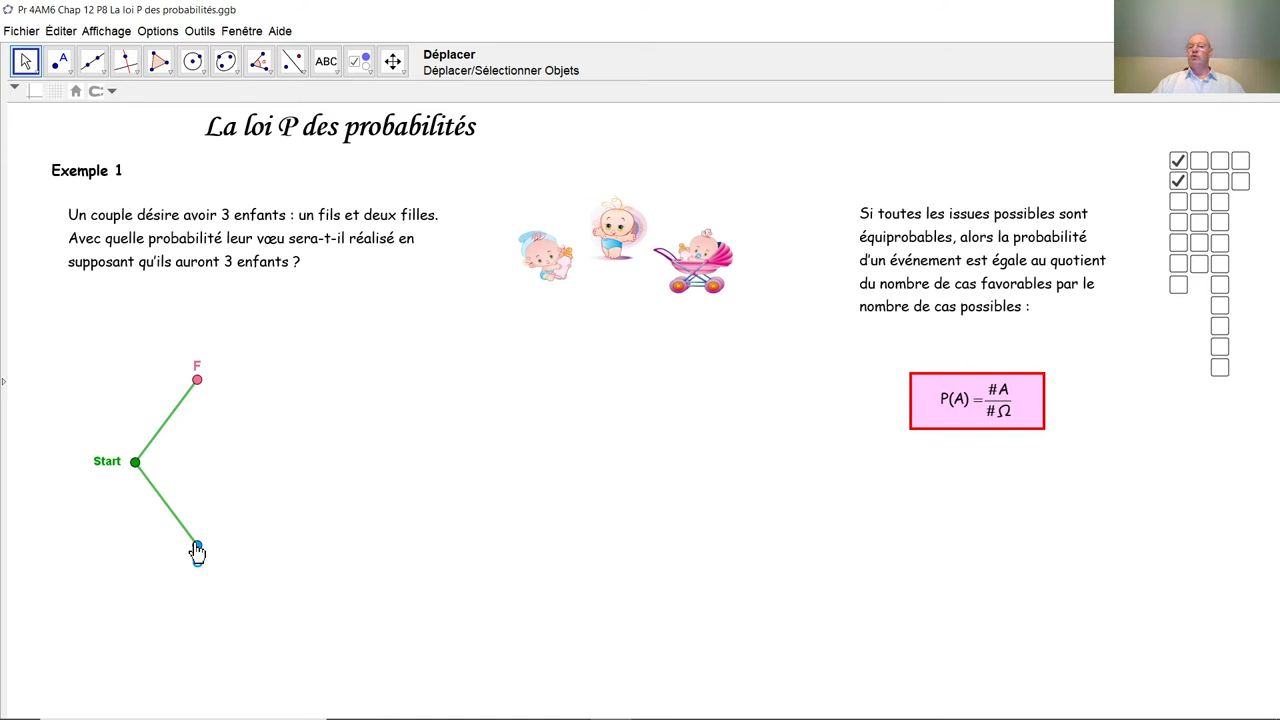 Pr 4AM6 Chap 12 P8 La loi P des probabilités.ggb
Fichier Éditer Affichage Options Outils Fenêtre Aide
ABC
Déplacer
Déplacer/Sélectionner Objets
La loi P des probabilités
Exemple 1
Un couple désire avoir 3 enfants : un fils et deux filles.
Avec quelle probabilité leur vœu sera-t-il réalisé en
supposant qu'ils auront 3 enfants ?
Si toutes les issues possibles sont
équiprobables, alors la probabilité
d'un événement est égale au quotient
du nombre de cas favorables par le
nombre de cas possibles :
P(A) = #A / #Ω
F
Start